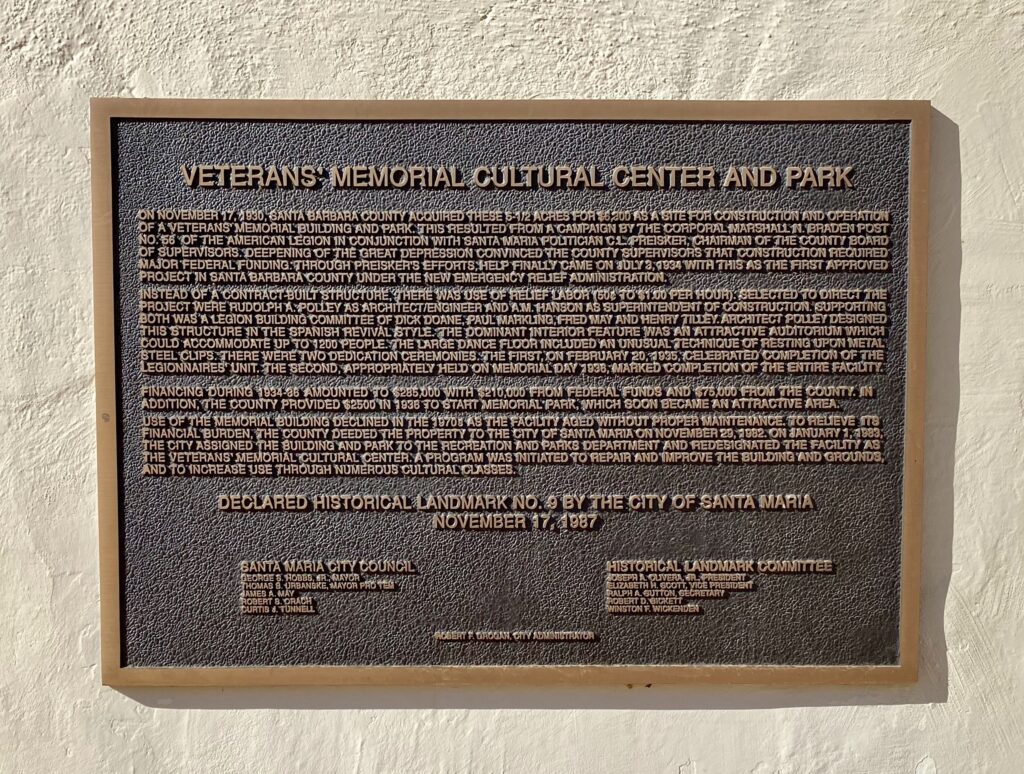 VETERANS' MEMORIAL CULTURAL CENTER AND PARK
ON NOVEMBER 17, 1930, SANTA BARBARA COUNTY ACQUIRED THESE 5-1/2 ACRES FOR $5,200 AS A SITE FOR CONSTRUCTION AND OPERATION
OF A VETERANS' MEMORIAL BUILDING AND PARK. THIS RESULTED FROM A CAMPAIGN BY THE CORPORAL MARSHALL N. BRADEN POST
NO. 56 OF THE AMERICAN LEGION IN CONJUNCTION WITH SANTA MARIA POLITICIAN C.L. PREISKER, CHAIRMAN OF THE COUNTY BOARD
OF SUPERVISORS. DEEPENING OF THE GREAT DEPRESSION CONVINCED THE COUNTY SUPERVISORS THAT CONSTRUCTION REQUIRED
MAJOR FEDERAL FUNDING. THROUGH PREISKER'S EFFORTS, HELP FINALLY CAME ON JULY 3, 1934 WITH THIS AS THE FIRST APPROVED
PROJECT IN SANTA BARBARA COUNTY UNDER THE NEW EMERGENCY RELIEF ADMINISTRATION.
INSTEAD OF A CONTRACT-BUILT STRUCTURE, THERE WAS USE OF RELIEF LABOR (50¢ TO $1.00 PER HOUR). SELECTED TO DIRECT THE
PROJECT WERE RUDOLPH A. POLLEY AS ARCHITECT/ENGINEER AND A.M. HANSON AS SUPERINTENDENT OF CONSTRUCTION. SUPPORTING
BOTH WAS A LEGION BUILDING COMMITTEE OF DICK DOANE, PAUL MARKLING, FRED MAY AND HENRY TILLEY. ARCHITECT POLLEY DESIGNED
THIS STRUCTURE IN THE SPANISH REVIVAL STYLE. THE DOMINANT INTERIOR FEATURE WAS AN ATTRACTIVE AUDITORIUM WHICH
COULD ACCOMMODATE UP TO 1200 PEOPLE. THE LARGE DANCE FLOOR INCLUDED AN UNUSUAL TECHNIQUE OF RESTING UPON METAL
STEEL CLIPS. THERE WERE TWO DEDICATION CEREMONIES. THE FIRST, ON FEBRUARY 20, 1935, CELEBRATED COMPLETION OF THE
LEGIONNAIRES' UNIT. THE SECOND, APPROPRIATELY HELD ON MEMORIAL DAY 1936, MARKED COMPLETION OF THE ENTIRE FACILITY.
FINANCING DURING 1934-36 AMOUNTED TO $285,000 WITH $210,000 FROM FEDERAL FUNDS AND $75,000 FROM THE COUNTY. IN
ADDITION, THE COUNTY PROVIDED $2500 IN 1936 TO START MEMORIAL PARK, WHICH SOON BECAME AN ATTRACTIVE AREA.
USE OF THE MEMORIAL BUILDING DECLINED IN THE 1970s AS THE FACILITY AGED WITHOUT PROPER MAINTENANCE. TO RELIEVE ITS
FINANCIAL BURDEN, THE COUNTY DEEDED THE PROPERTY TO THE CITY OF SANTA MARIA ON NOVEMBER 23, 1982. ON JANUARY 1, 1983,
THE CITY ASSIGNED THE BUILDING AND PARK TO THE RECREATION AND PARKS DEPARTMENT AND REDESIGNATED THE FACILITY AS
THE VETERANS' MEMORIAL CULTURAL CENTER. A PROGRAM WAS INITIATED TO REPAIR AND IMPROVE THE BUILDING AND GROUNDS,
AND TO INCREASE USE THROUGH NUMEROUS CULTURAL CLASSES.
DECLARED HISTORICAL LANDMARK NO. 9 BY THE CITY OF SANTA MARIA
NOVEMBER 17, 1987
SANTA MARIA CITY COUNCIL
GEORGE S. HOBBS, JR., MAYOR
THOMAS B. URBANSKE, MAYOR PRO TEM
JAMES A. MAY
ROBERT S. ORACH
CURTIS J. TUNNELL
HISTORICAL LANDMARK COMMITTEE
JOSEPH A. OLIVERA, JR., PRESIDENT
ELIZABETH H. SCOTT, VICE PRESIDENT
RALPH A. SUTTON, SECRETARY
ROBERT D. BICKETT
WINSTON F. WICKENDEN
ROBERT F. GROGAN, CITY ADMINISTRATOR